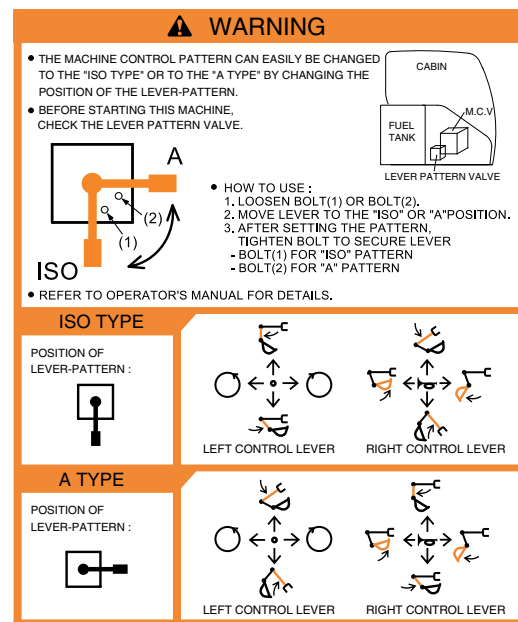 WARNING
• THE MACHINE CONTROL PATTERN CAN EASILY BE CHANGED
TO THE "ISO TYPE" OR TO THE "A TYPE" BY CHANGING THE
POSITION OF THE LEVER-PATTERN.
• BEFORE STARTING THIS MACHINE,
CHECK THE LEVER PATTERN VALVE.
CABIN
M.C.V
FUEL
TANK
LEVER PATTERN VALVE
A
(2)
(1)
ISO
• HOW TO USE :
1. LOOSEN BOLT(1) OR BOLT(2).
2. MOVE LEVER TO THE "ISO" OR "A"POSITION.
3. AFTER SETTING THE PATTERN,
TIGHTEN BOLT TO SECURE LEVER
- BOLT(1) FOR "ISO" PATTERN
- BOLT(2) FOR "A" PATTERN
• REFER TO OPERATOR'S MANUAL FOR DETAILS.
ISO TYPE
POSITION OF
LEVER-PATTERN :
LEFT CONTROL LEVER
RIGHT CONTROL LEVER
A TYPE
POSITION OF
LEVER-PATTERN :
LEFT CONTROL LEVER
RIGHT CONTROL LEVER